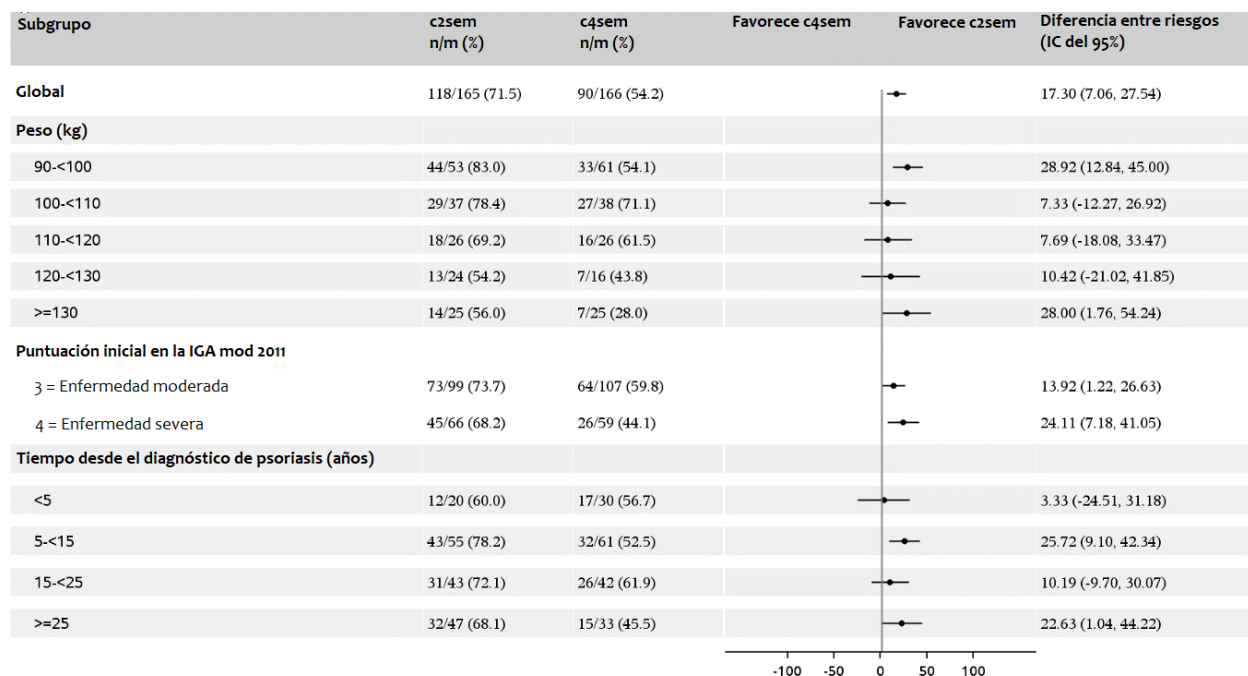 Subgrupo c2sem n/m (%) c4sem n/m (%) Favorece c4sem Favorece c2sem Diferencia entre riesgos (IC del 95%)
Global 118/165 (71.5) 90/166 (54.2) 17.30 (7.06, 27.54)
Peso (kg)
90-<100 44/53 (83.0) 33/61 (54.1) 28.92 (12.84, 45.00)
100-<110 29/37 (78.4) 27/38 (71.1) 7.33 (-12.27, 26.92)
110-<120 18/26 (69.2) 16/26 (61.5) 7.69 (-18.08, 33.47)
120-<130 13/24 (54.2) 7/16 (43.8) 10.42 (-21.02, 41.85)
>=130 14/25 (56.0) 7/25 (28.0) 28.00 (1.76, 54.24)
Puntuación inicial en la IGA mod 2011
3 = Enfermedad moderada 73/99 (73.7) 64/107 (59.8) 13.92 (1.22, 26.63)
4 = Enfermedad severa 45/66 (68.2) 26/59 (44.1) 24.11 (7.18, 41.05)
Tiempo desde el diagnóstico de psoriasis (años)
<5 12/20 (60.0) 17/30 (56.7) 3.33 (-24.51, 31.18)
5-<15 43/55 (78.2) 32/61 (52.5) 25.72 (9.10, 42.34)
15-<25 31/43 (72.1) 26/42 (61.9) 10.19 (-9.70, 30.07)
>=25 32/47 (68.1) 15/33 (45.5) 22.63 (1.04, 44.22)
-100 -50 0 50 100